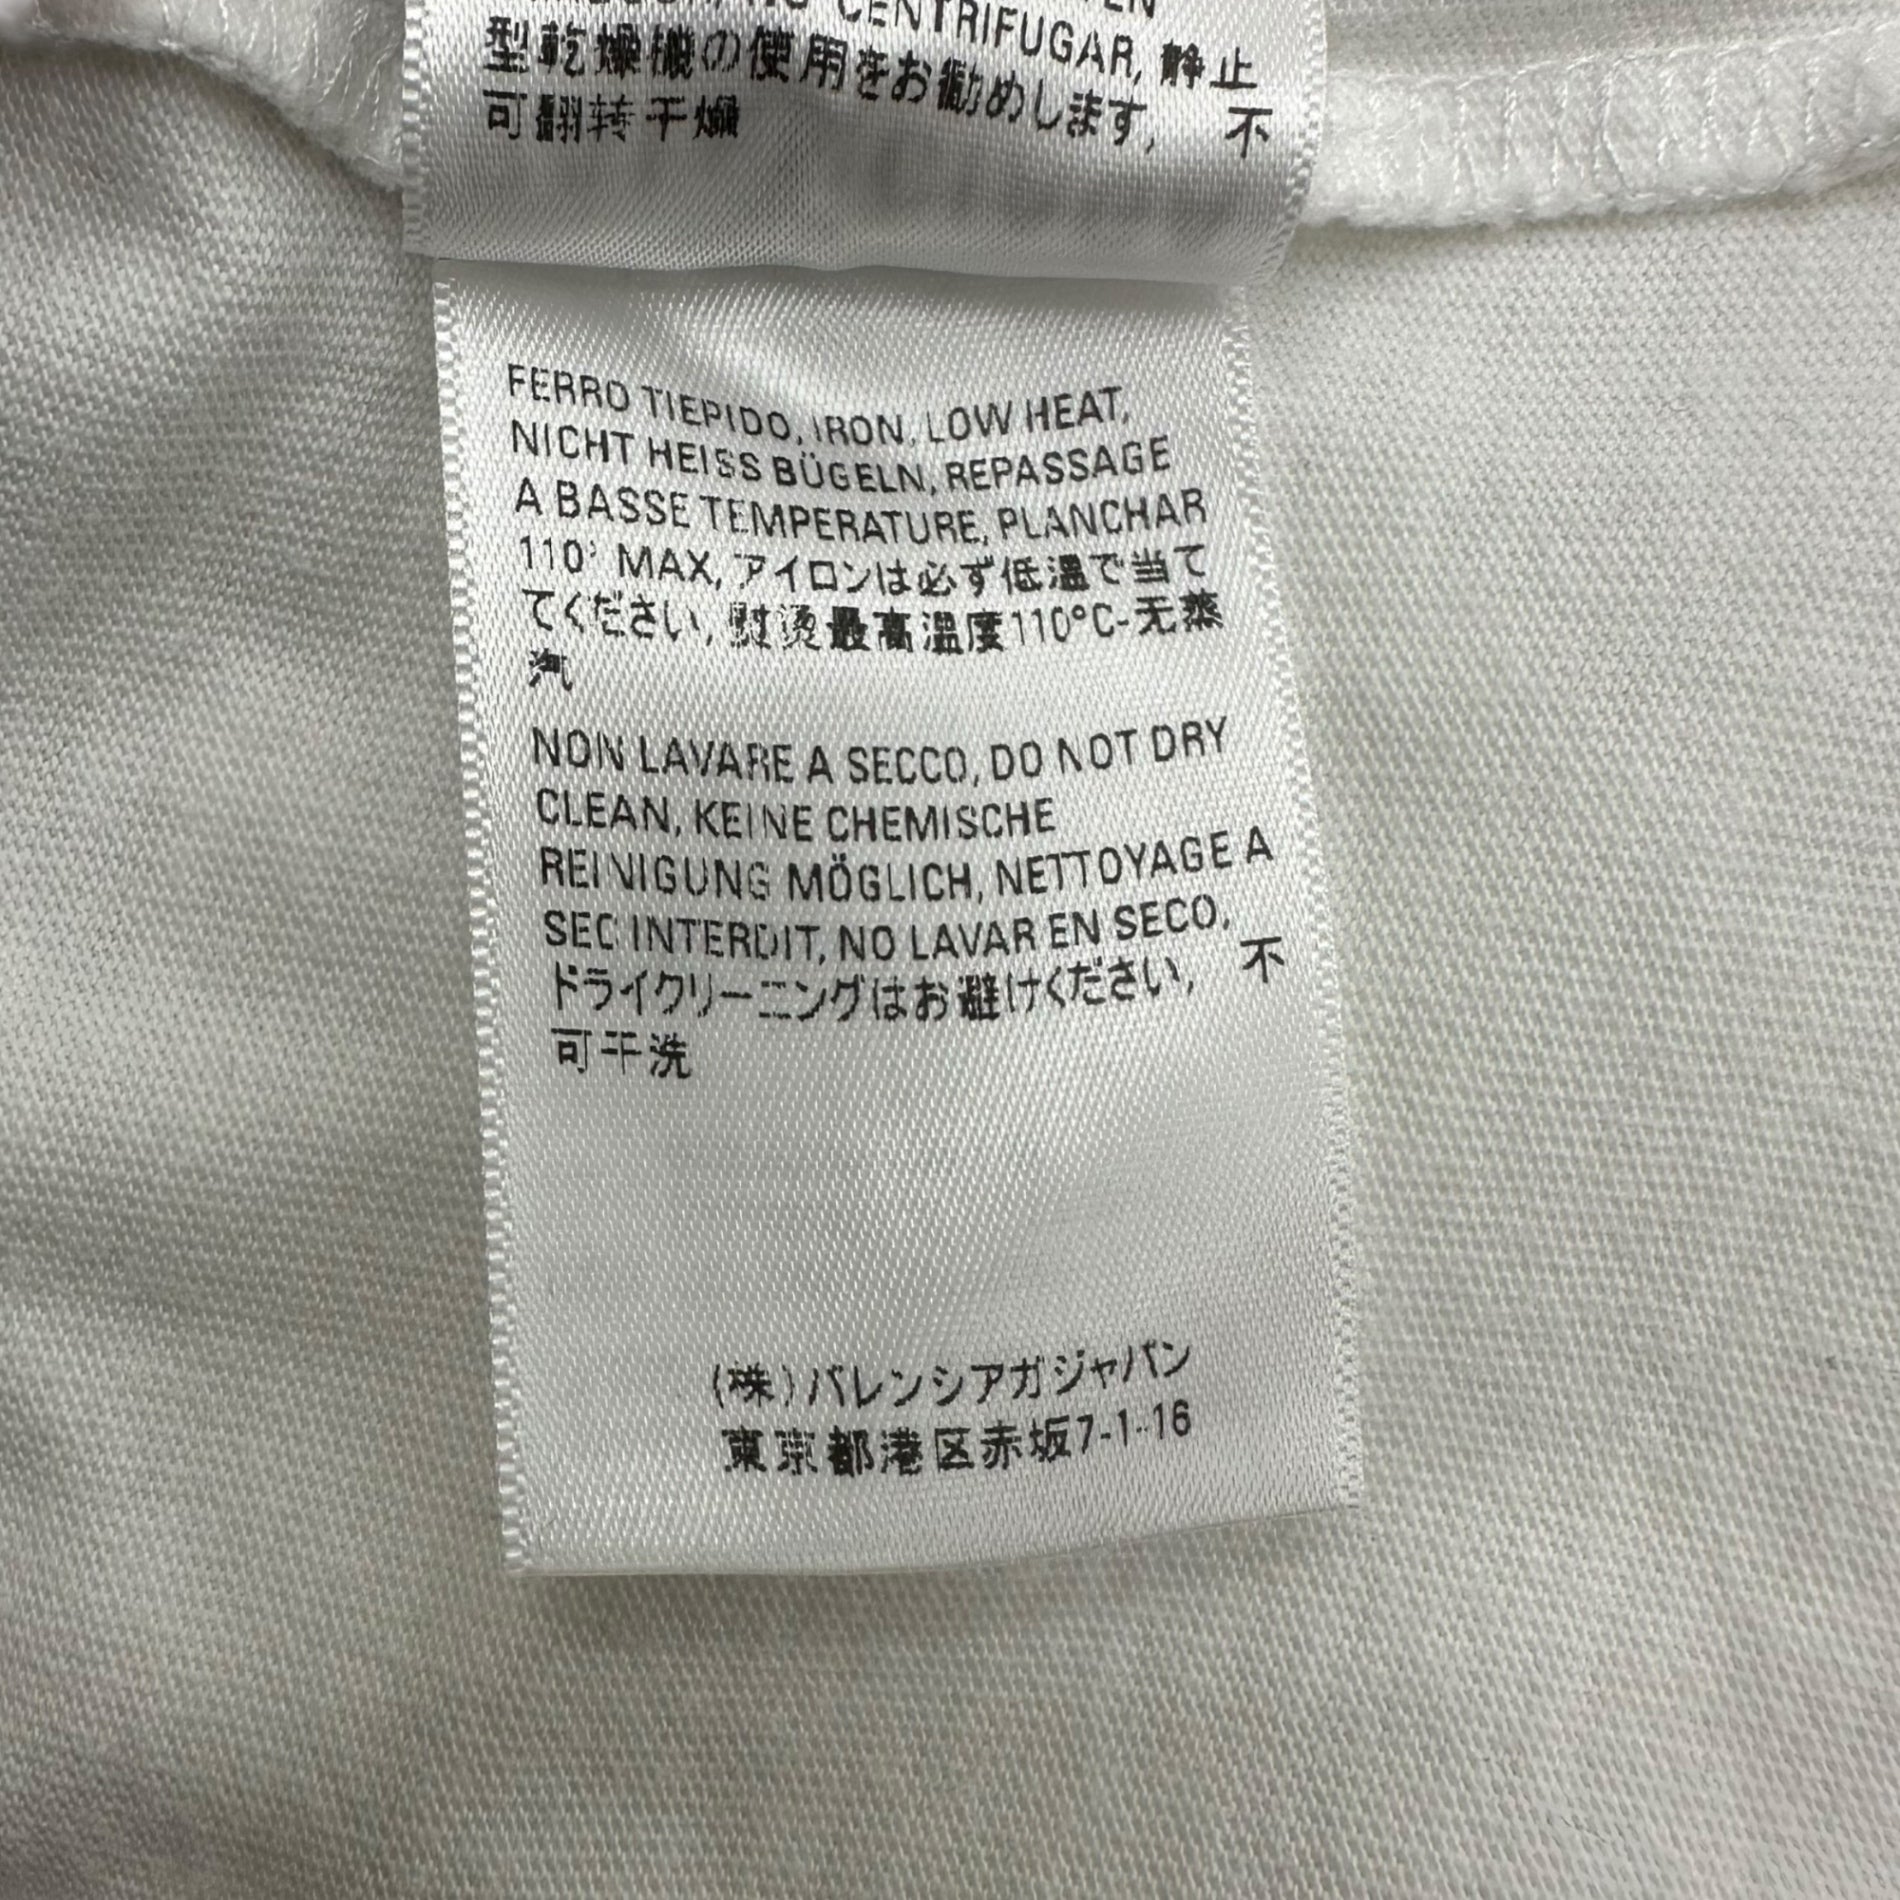 CENTRIFUGAR, 静止
型乾燥機の使用をお勧めします, 不
可翻转干燥
FERRO TIEPIDO, IRON, LOW HEAT,
NICHT HEISS BÜGELN, REPASSAGE
A BASSE TEMPERATURE, PLANCHAR
110° MAX, アイロンは必ず低温で当て
てください, 熨烫最高温度110°C-无蒸
汽
NON LAVARE A SECCO, DO NOT DRY
CLEAN, KEINE CHEMISCHE
REINIGUNG MÖGLICH, NETTOYAGE A
SEC INTERDIT, NO LAVAR EN SECO,
ドライクリーニングはお避けください, 不
可干洗
(株)バレンシアガジャパン
東京都港区赤坂7-1-16